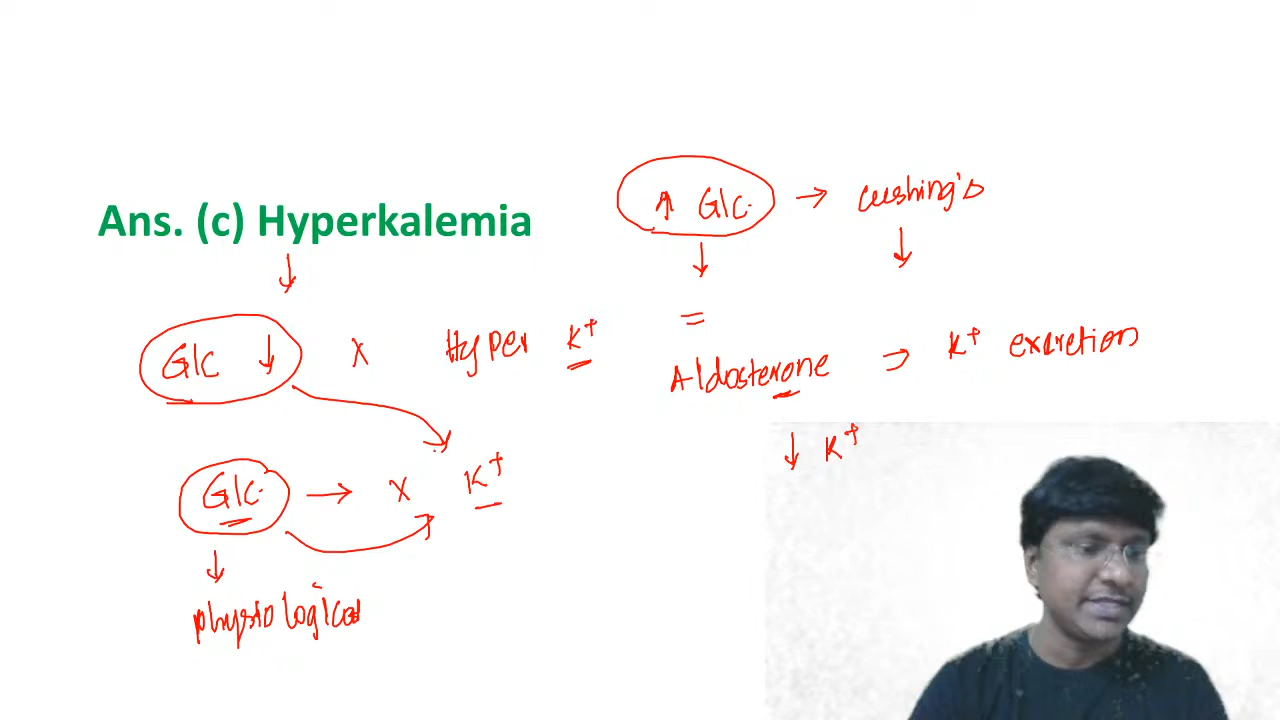 Ans. (c) Hyperkalemia
↑ Glc. → cushing's
Glc ↓ X Hyper K+
=
Aldosterone ⇒ K+ excretion
↓ K+
Glc. → X K+
physiological